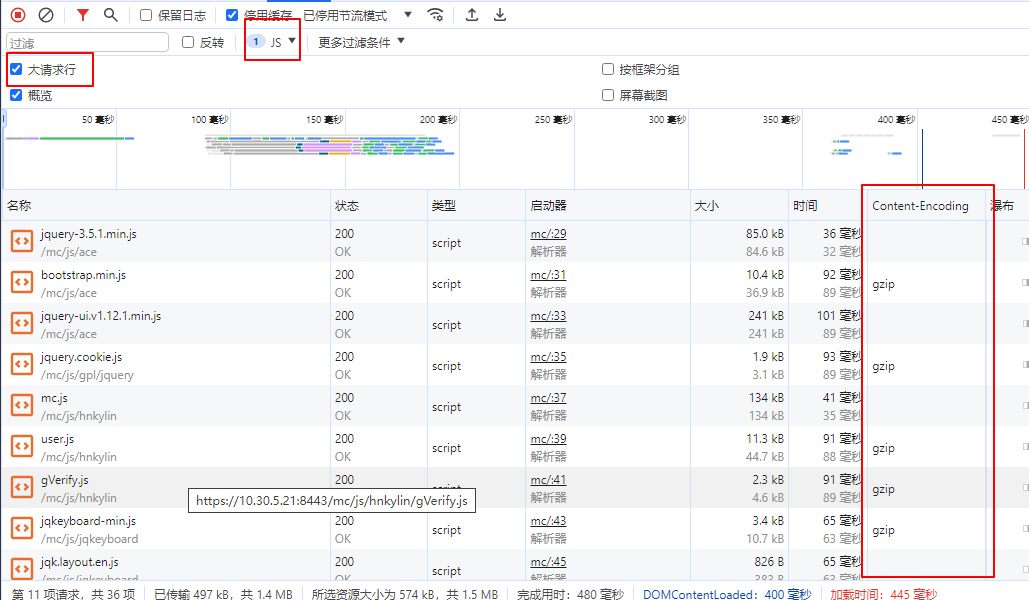 保留日志 停用缓存 已停用节流模式
过滤 反转 1 JS 更多过滤条件
大请求行 按框架分组
概览 屏幕截图
50 毫秒 100 毫秒 150 毫秒 200 毫秒 250 毫秒 300 毫秒 350 毫秒 400 毫秒 450 毫秒
名称 状态 类型 启动器 大小 时间 Content-Encoding 瀑布
jquery-3.5.1.min.js 200 script mc/:29 85.0 kB 36 毫秒
/mc/js/ace OK 解析器 84.6 kB 32 毫秒
bootstrap.min.js 200 script mc/:31 10.4 kB 92 毫秒 gzip
/mc/js/ace OK 解析器 36.9 kB 89 毫秒
jquery-ui.v1.12.1.min.js 200 script mc/:33 241 kB 101 毫秒
/mc/js/ace OK 解析器 241 kB 89 毫秒
jquery.cookie.js 200 script mc/:35 1.9 kB 93 毫秒 gzip
/mc/js/gpl/jquery OK 解析器 3.1 kB 89 毫秒
mc.js 200 script mc/:37 134 kB 41 毫秒
/mc/js/hnkylin OK 解析器 134 kB 35 毫秒
user.js 200 script mc/:39 11.3 kB 91 毫秒 gzip
/mc/js/hnkylin OK 解析器 44.7 kB 88 毫秒
gVerify.js 200 mc/:41 2.3 kB 91 毫秒 gzip
/mc/js/hnkylin https://10.30.5.21:8443/mc/js/hnkylin/gVerify.js 解析器 4.6 kB 89 毫秒
jqkeyboard-min.js 200 script mc/:43 3.4 kB 65 毫秒 gzip
/mc/js/jqkeyboard OK 解析器 10.7 kB 63 毫秒
jqk.layout.en.js 200 script mc/:45 826 B 65 毫秒
/mc/js/jqkeyboard OK 解析器 383 B 63 毫秒
第 11 项请求，共 36 项 已传输 497 kB，共 1.4 MB 所选资源大小为 574 kB，共 1.5 MB 完成用时：480 毫秒 DOMContentLoaded：400 毫秒 加载时间：445 毫秒